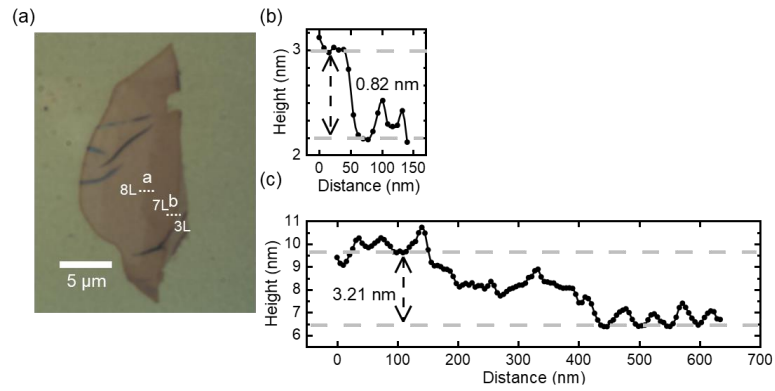 (a)
a
8L
7L
b
3L
5 μm
(b)
Height (nm)
3
2
0.82 nm
0 50 100 150
Distance (nm)
(c)
Height (nm)
11
10
9
8
7
6
3.21 nm
0 100 200 300 400 500 600 700
Distance (nm)